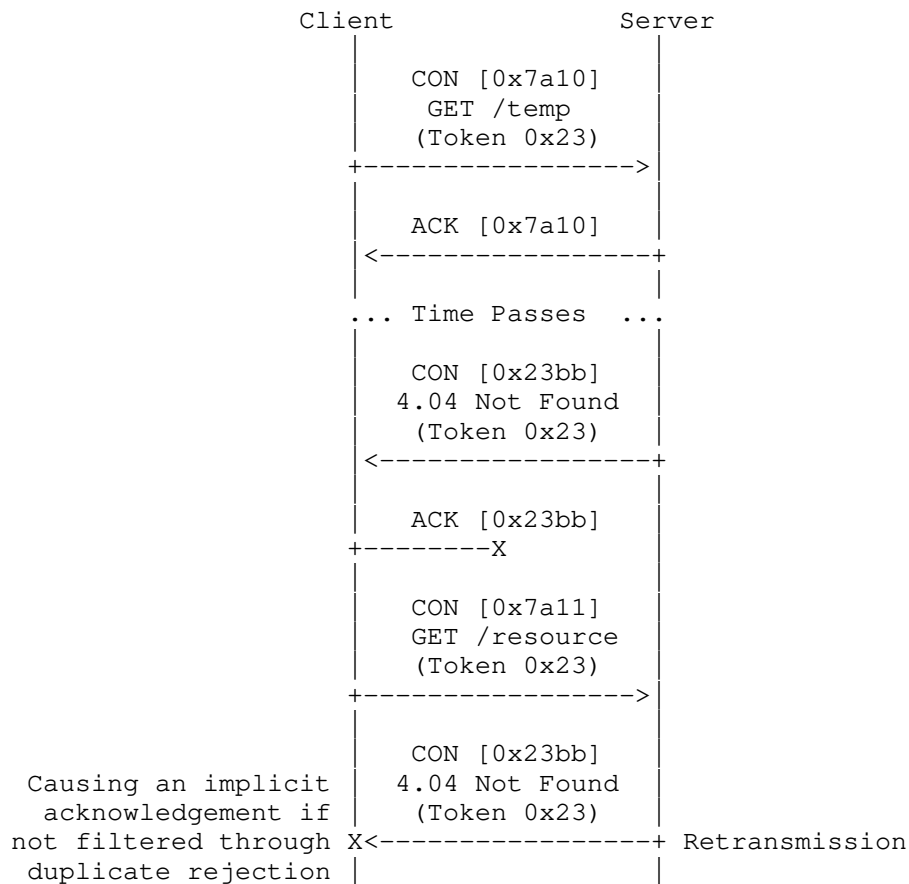 Client Server
CON [0x7a10]
GET /temp
(Token 0x23)
ACK [0x7a10]
... Time Passes ...
CON [0x23bb]
4.04 Not Found
(Token 0x23)
ACK [0x23bb]
X
CON [0x7a11]
GET /resource
(Token 0x23)
CON [0x23bb]
Causing an implicit 4.04 Not Found
acknowledgement if (Token 0x23)
not filtered through X Retransmission
duplicate rejection